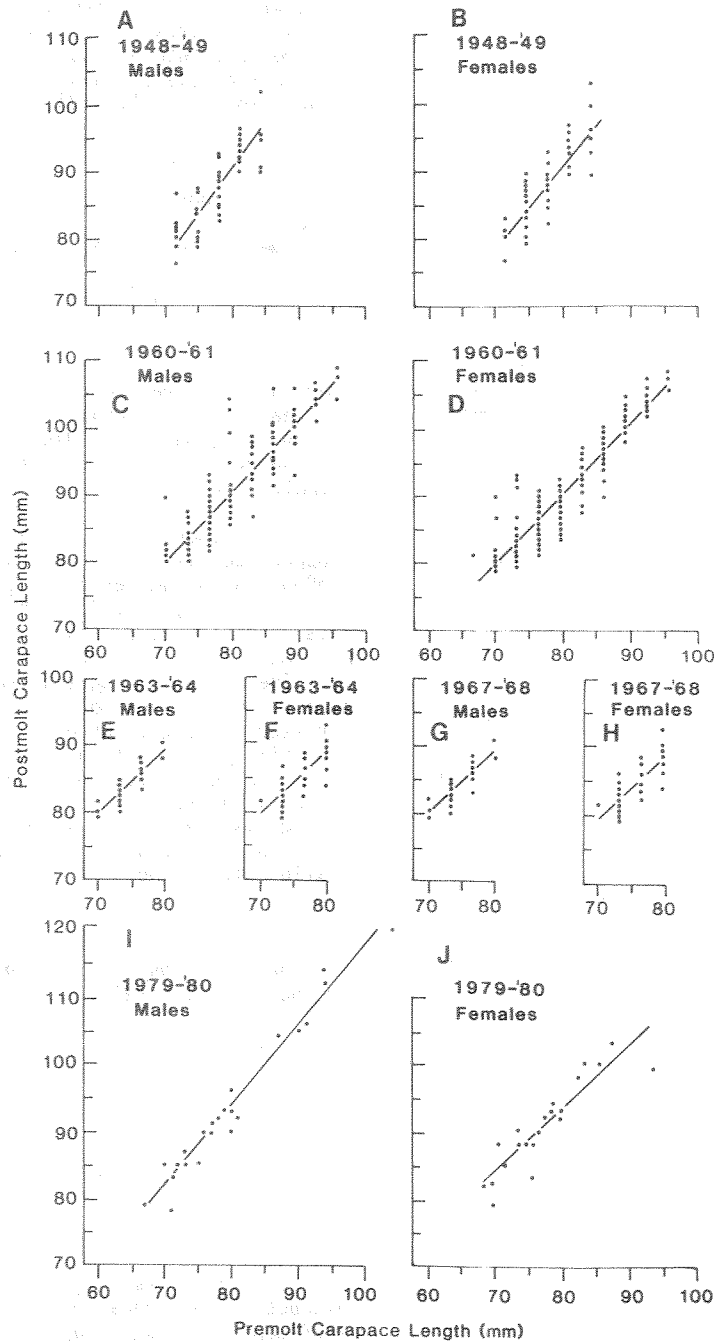 A
1948-'49
Males
B
1948-'49
Females
110
100
90
80
70
1960-'61
Males
C
1960-'61
Females
D
110
100
90
80
70
60 70 80 90 100
60 70 80 90 100
Postmolt Carapace Length (mm)
1963-'64
Males
E
1963-'64
Females
F
1967-'68
Males
G
1967-'68
Females
H
100
90
80
70
70 80
70 80
70 80
70 80
I
1979-'80
Males
J
1979-'80
Females
120
110
100
90
80
70
60 70 80 90 100
60 70 80 90 100
Premolt Carapace Length (mm)